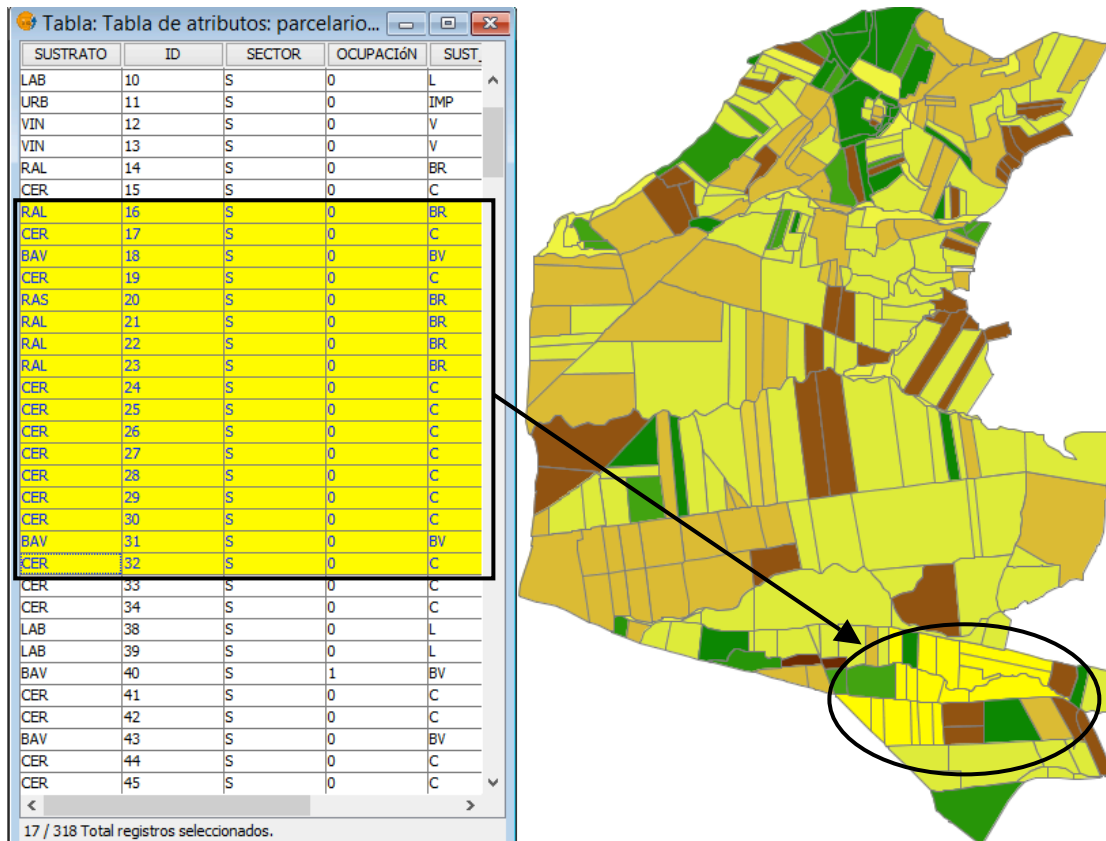 Tabla: Tabla de atributos: parcelario...
SUSTRATO ID SECTOR OCUPACIóN SUST_
LAB 10 S 0 L
URB 11 S 0 IMP
VIN 12 S 0 V
VIN 13 S 0 V
RAL 14 S 0 BR
CER 15 S 0 C
RAL 16 S 0 BR
CER 17 S 0 C
BAV 18 S 0 BV
CER 19 S 0 C
RAS 20 S 0 BR
RAL 21 S 0 BR
RAL 22 S 0 BR
RAL 23 S 0 BR
CER 24 S 0 C
CER 25 S 0 C
CER 26 S 0 C
CER 27 S 0 C
CER 28 S 0 C
CER 29 S 0 C
CER 30 S 0 C
BAV 31 S 0 BV
CER 32 S 0 C
CER 33 S 0 C
CER 34 S 0 C
LAB 38 S 0 L
LAB 39 S 0 L
BAV 40 S 1 BV
CER 41 S 0 C
CER 42 S 0 C
BAV 43 S 0 BV
CER 44 S 0 C
CER 45 S 0 C
17 / 318 Total registros seleccionados.